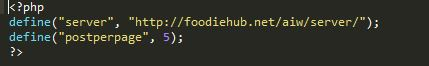 <?php
define("server", "http://foodiehub.net/aiw/server/");
define("postperpage", 5);
?>